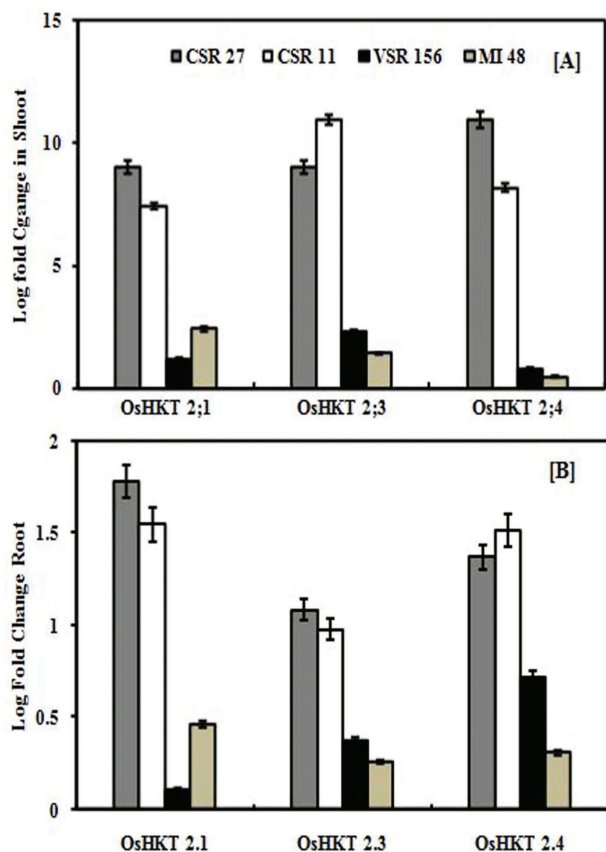 CSR 27 CSR 11 VSR 156 MI 48
[A]
Log fold Cgange in Shoot
15
10
5
0
OsHKT 2;1 OsHKT 2;3 OsHKT 2;4
[B]
Log Fold Change Root
2
1.5
1
0.5
0
OsHKT 2.1 OsHKT 2.3 OsHKT 2.4